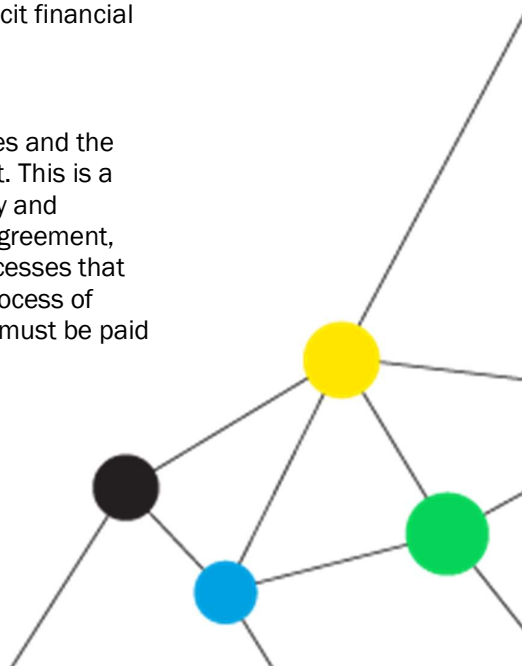 cit financial
es and the
t. This is a
y and
greement,
cesses that
ocess of
must be paid